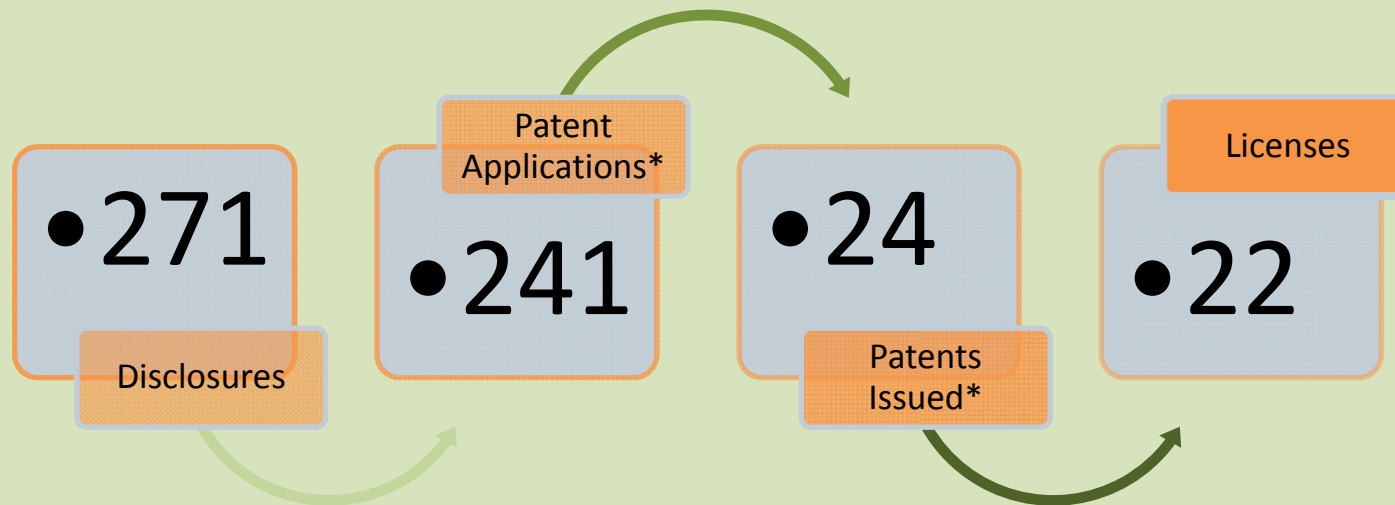 •271
Disclosures
Patent
Applications*
•241
•24
Patents
Issued*
Licenses
•22